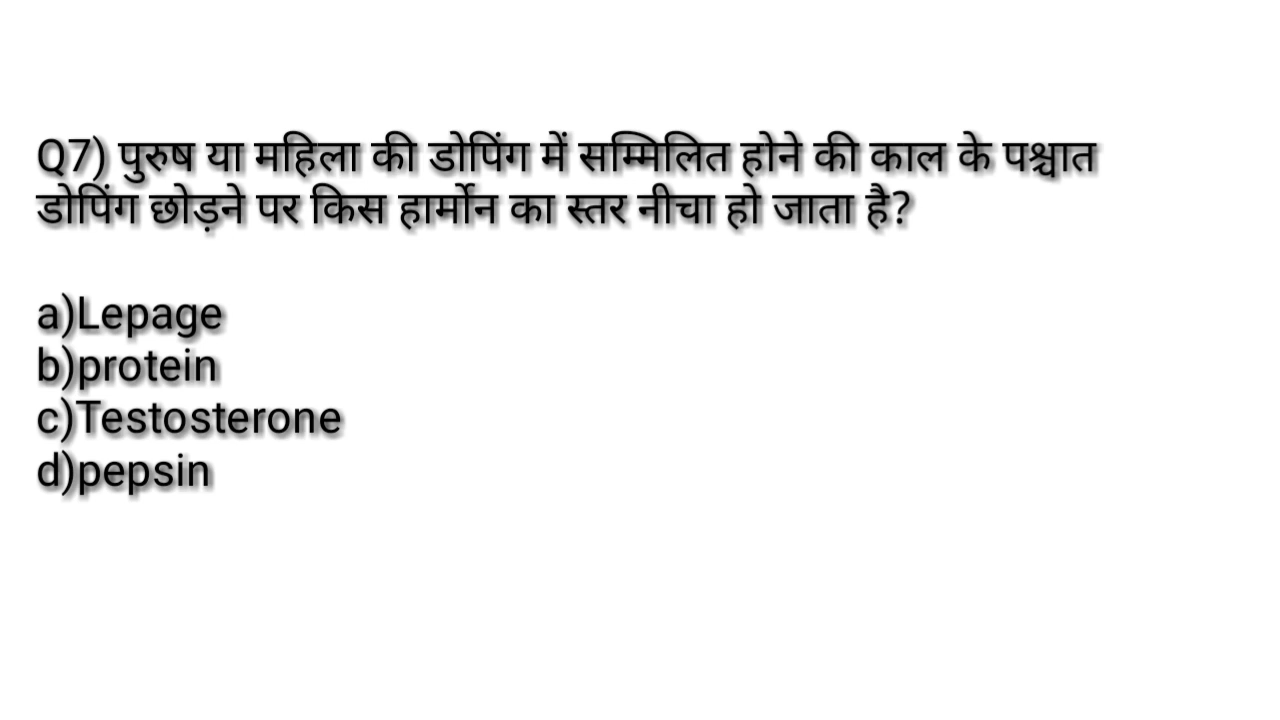 Q7) पुरुष या महिला की डोपिंग में सम्मिलित होने की काल के पश्चात
डोपिंग छोड़ने पर किस हार्मोन का स्तर नीचा हो जाता है?
a)Lepage
b)protein
c)Testosterone
d)pepsin